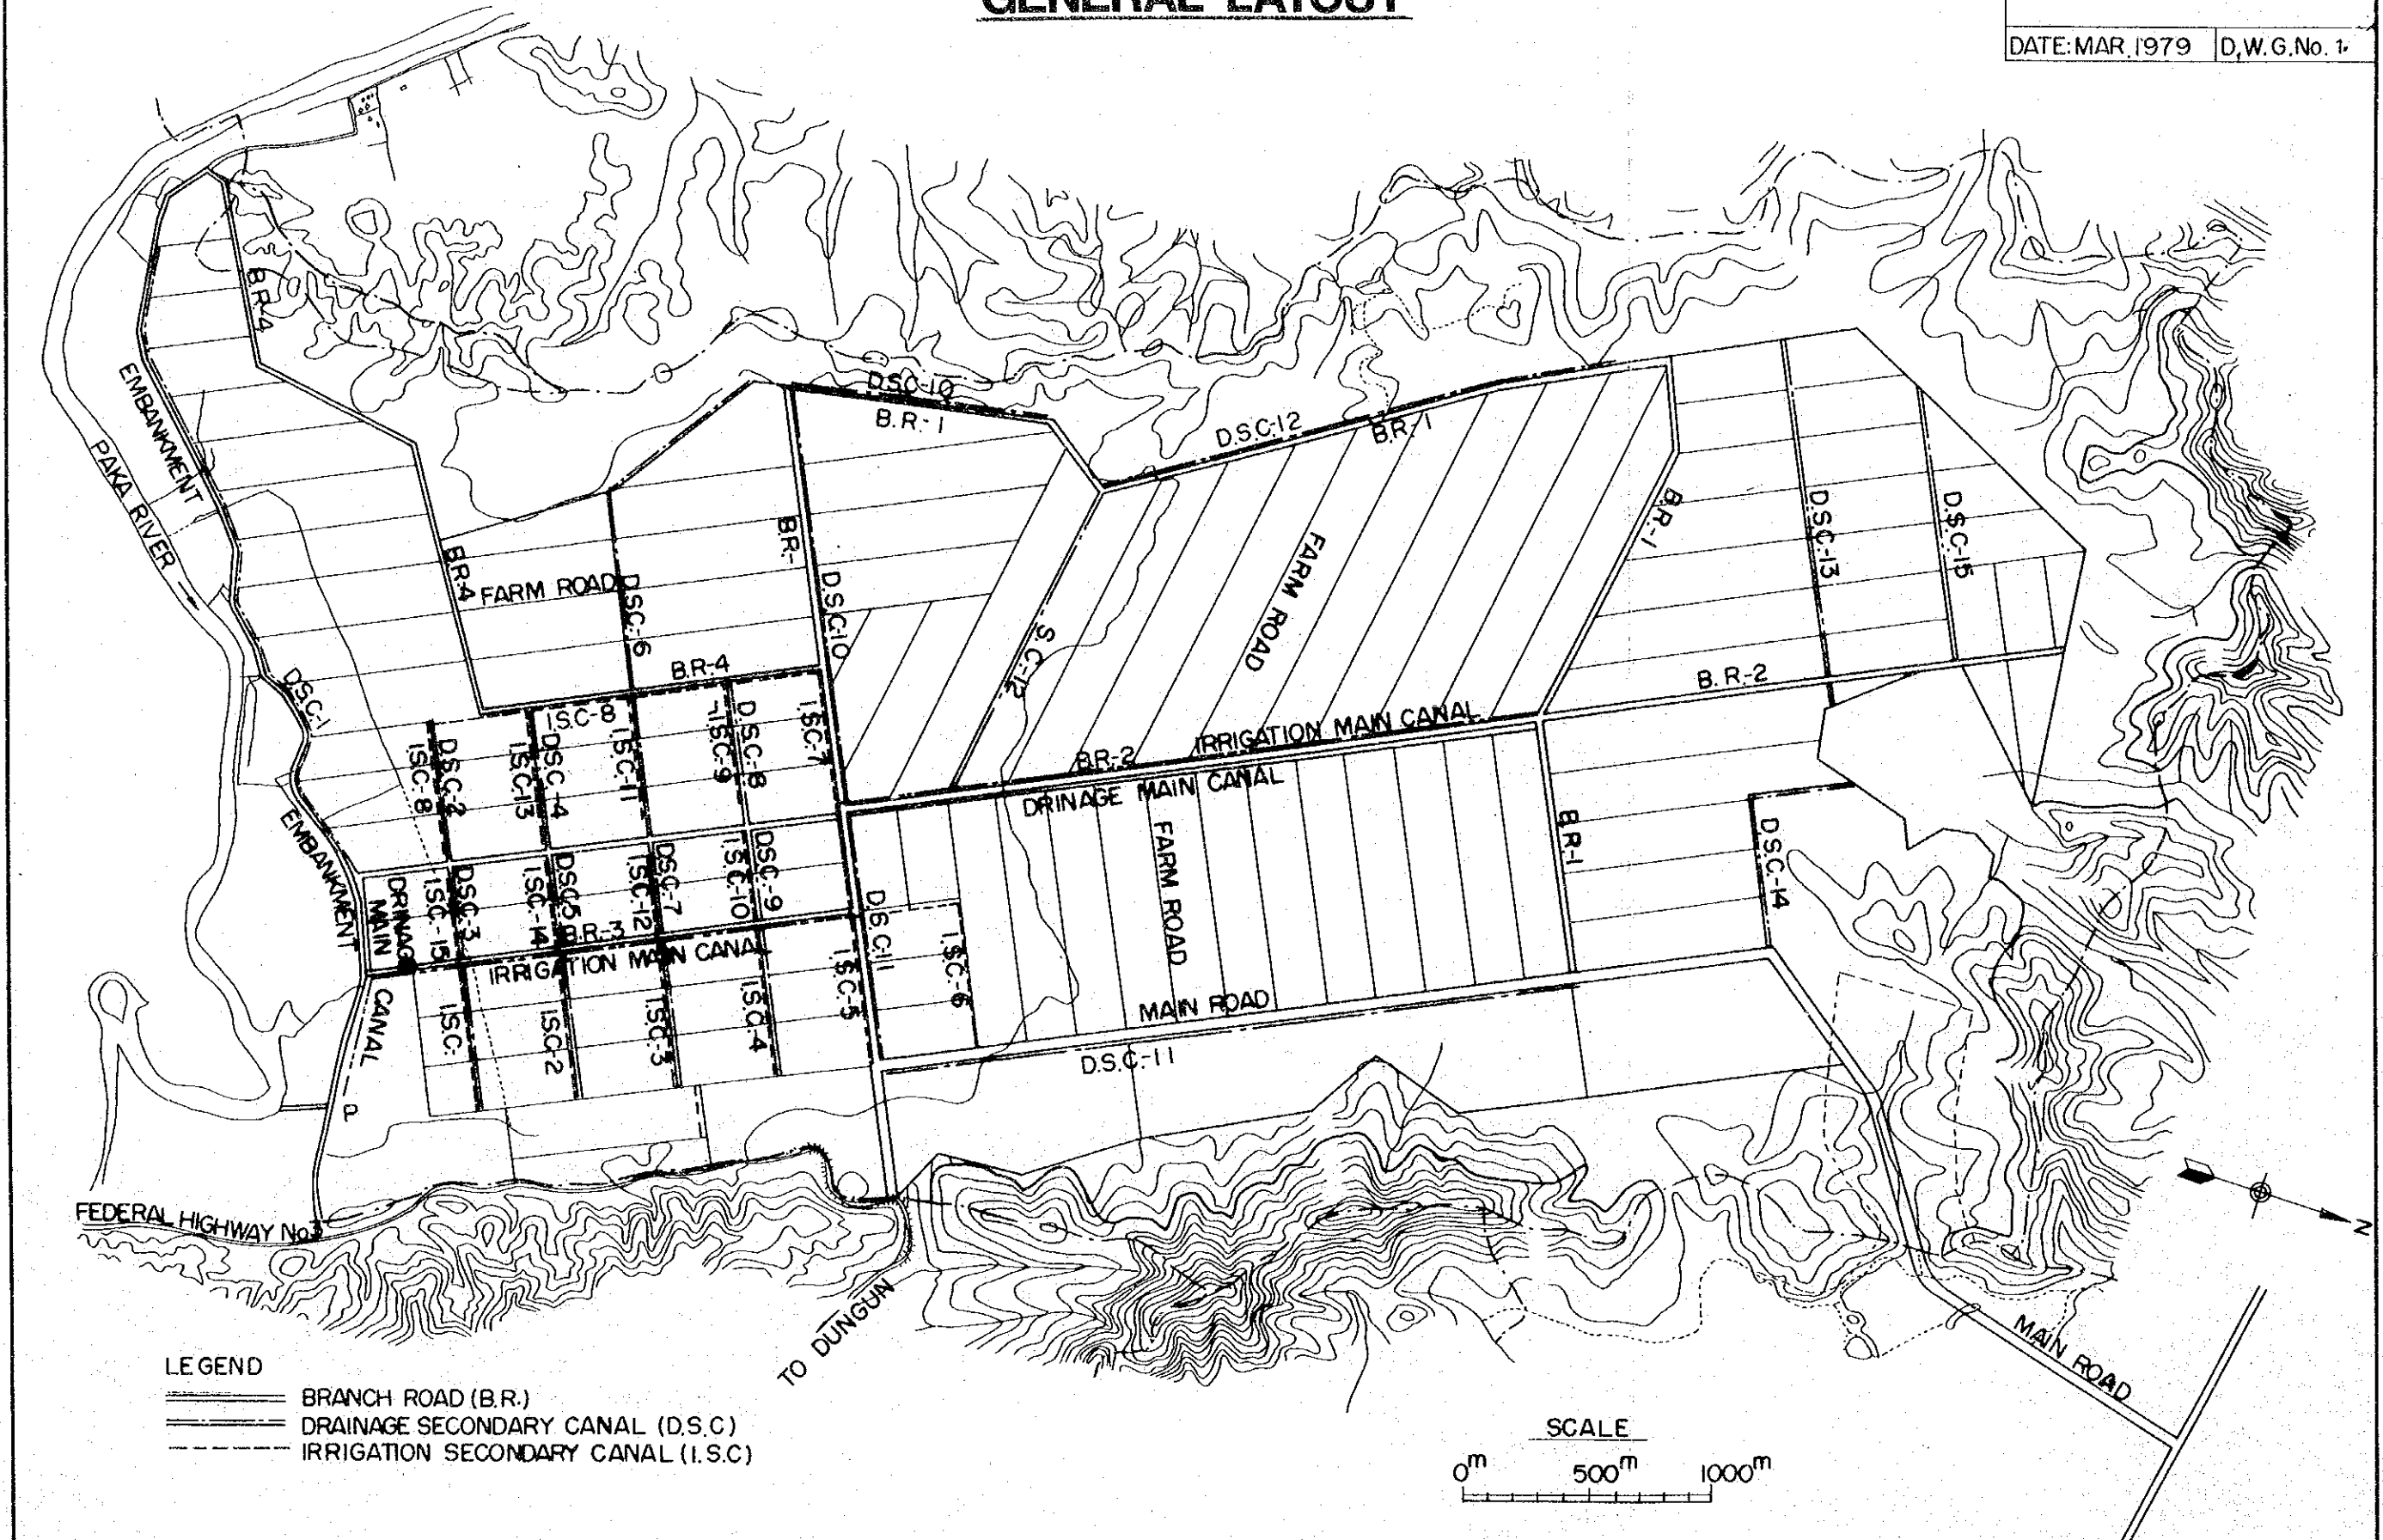 GENERAL LAYOUT
DATE: MAR. 1979
D.W.G. No. 1.
B.R-4
EMBANKMENT
PAKA RIVER
D.S.C-10
B.R.-1
D.S.C-12
B.R.-1
B.R-4
FARM ROAD
D.S.C-6
B.R-
D.S.C-10
S.C-12
FARM ROAD
B.R.-1
D.S.C-13
D.S.C-15
B.R.-4
B.R.-2
D.S.C-1
I.S.C-8
I.S.C-8
D.S.C-2
I.S.C-13
D.S.C-4
I.S.C-11
I.S.C-9
D.S.C-8
I.S.C-7
B.R.-2
IRRIGATION MAIN CANAL
DRINAGE MAIN CANAL
EMBANKMENT
DRINAGE
MAIN
CANAL
I.S.C-15
D.S.C-3
I.S.C-14
D.S.C-5
I.S.C-12
D.S.C-7
I.S.C-10
D.S.C-9
B.R.-3
IRRIGATION MAIN CANAL
D.S.C-11
I.S.C-6
FARM ROAD
B.R-1
D.S.C-14
I.S.C-
I.S.C-2
I.S.C-3
I.S.C-4
I.S.C-5
MAIN ROAD
D.S.C.-11
P
FEDERAL HIGHWAY No3
TO DUNGUN
N
MAIN ROAD
LEGEND
BRANCH ROAD (B.R.)
DRAINAGE SECONDARY CANAL (D.S.C)
IRRIGATION SECONDARY CANAL (I.S.C)
SCALE
0m 500m 1000m